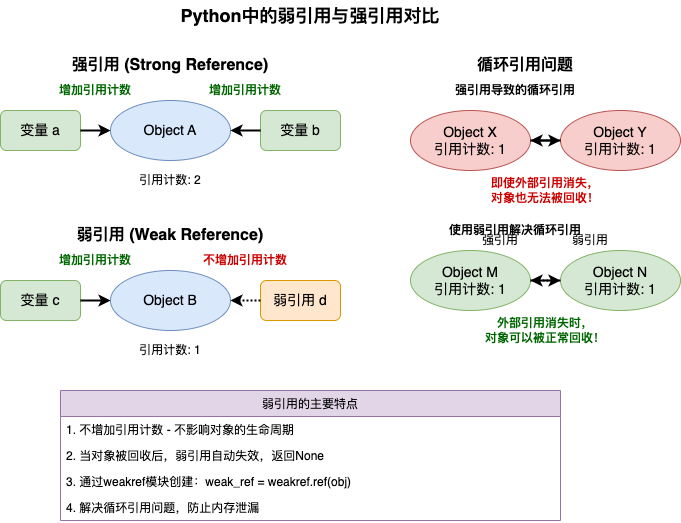 Python中的弱引用与强引用对比
强引用 (Strong Reference)
增加引用计数
增加引用计数
变量 a
Object A
变量 b
引用计数: 2
弱引用 (Weak Reference)
增加引用计数
不增加引用计数
变量 c
Object B
弱引用 d
引用计数: 1
循环引用问题
强引用导致的循环引用
Object X
引用计数: 1
Object Y
引用计数: 1
即使外部引用消失，
对象也无法被回收！
使用弱引用解决循环引用
强引用
弱引用
Object M
引用计数: 1
Object N
引用计数: 1
外部引用消失时，
对象可以被正常回收！
弱引用的主要特点
1. 不增加引用计数 - 不影响对象的生命周期
2. 当对象被回收后，弱引用自动失效，返回None
3. 通过weakref模块创建：weak_ref = weakref.ref(obj)
4. 解决循环引用问题，防止内存泄漏